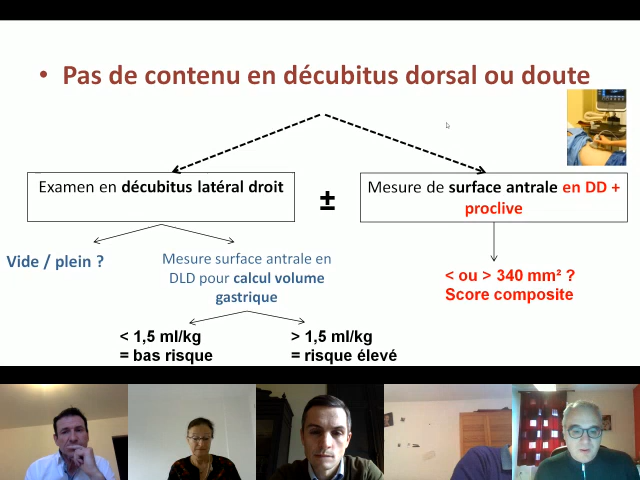 • Pas de contenu en décubitus dorsal ou doute
Examen en décubitus latéral droit
±
Mesure de surface antrale en DD +
proclive
Vide / plein ?
Mesure surface antrale en
DLD pour calcul volume
gastrique
< ou > 340 mm² ?
Score composite
< 1,5 ml/kg
= bas risque
> 1,5 ml/kg
= risque élevé